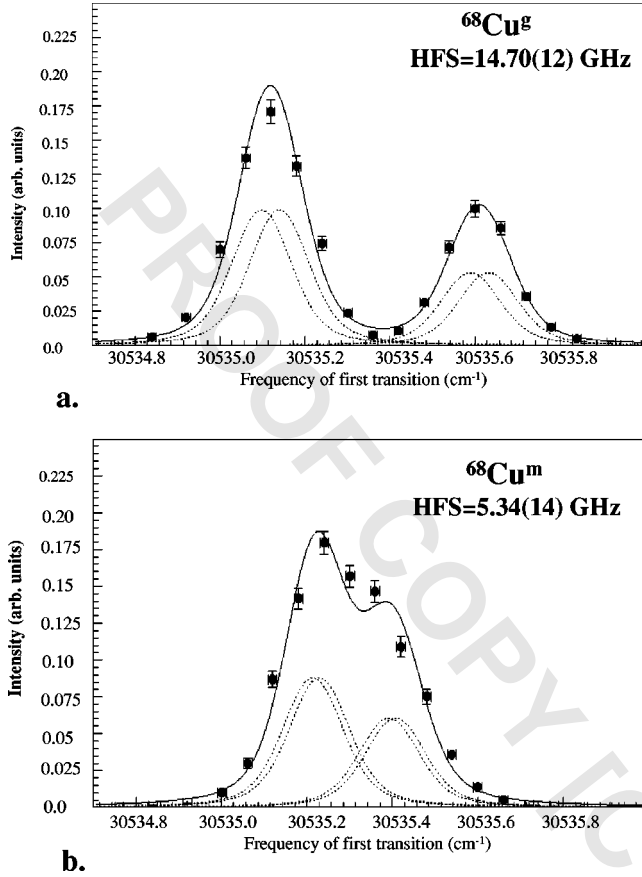 ⁶⁸Cuᵍ
HFS=14.70(12) GHz
Intensity (arb. units)
0.225
0.20
0.175
0.15
0.125
0.10
0.075
0.05
0.025
0.0
30534.8 30535.0 30535.2 30535.4 30535.6 30535.8
Frequency of first transition (cm⁻¹)
a.
⁶⁸Cuᵐ
HFS=5.34(14) GHz
Intensity (arb. units)
0.225
0.20
0.175
0.15
0.125
0.10
0.075
0.05
0.025
0.0
30534.8 30535.0 30535.2 30535.4 30535.6 30535.8
Frequency of first transition (cm⁻¹)
b.
PROOF COPY [C